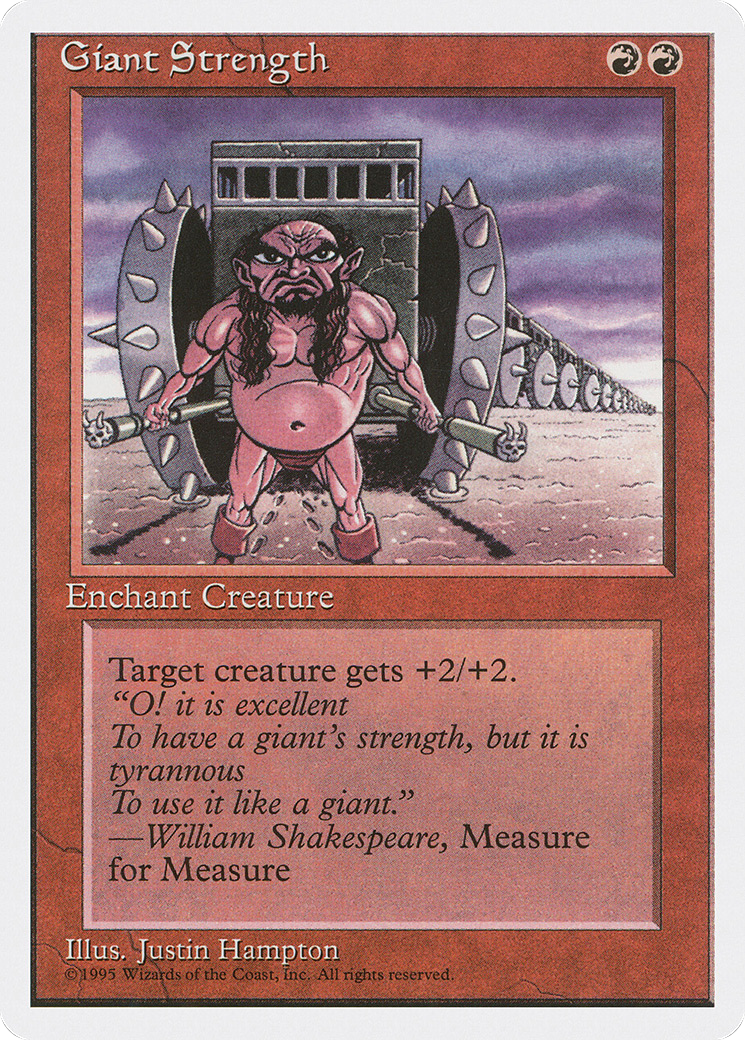 Giant Strength
Enchant Creature
Target creature gets +2/+2.
“O! it is excellent
To have a giant’s strength, but it is
tyrannous
To use it like a giant.”
—William Shakespeare, Measure
for Measure
Illus. Justin Hampton
©1995 Wizards of the Coast, Inc. All rights reserved.